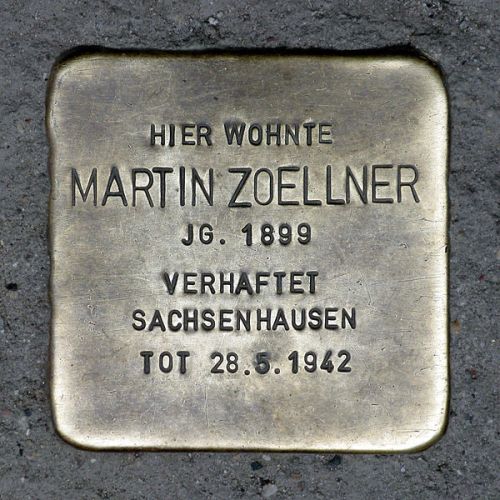 HIER WOHNTE
MARTIN ZOELLNER
JG. 1899
VERHAFTET
SACHSENHAUSEN
TOT 28.5.1942